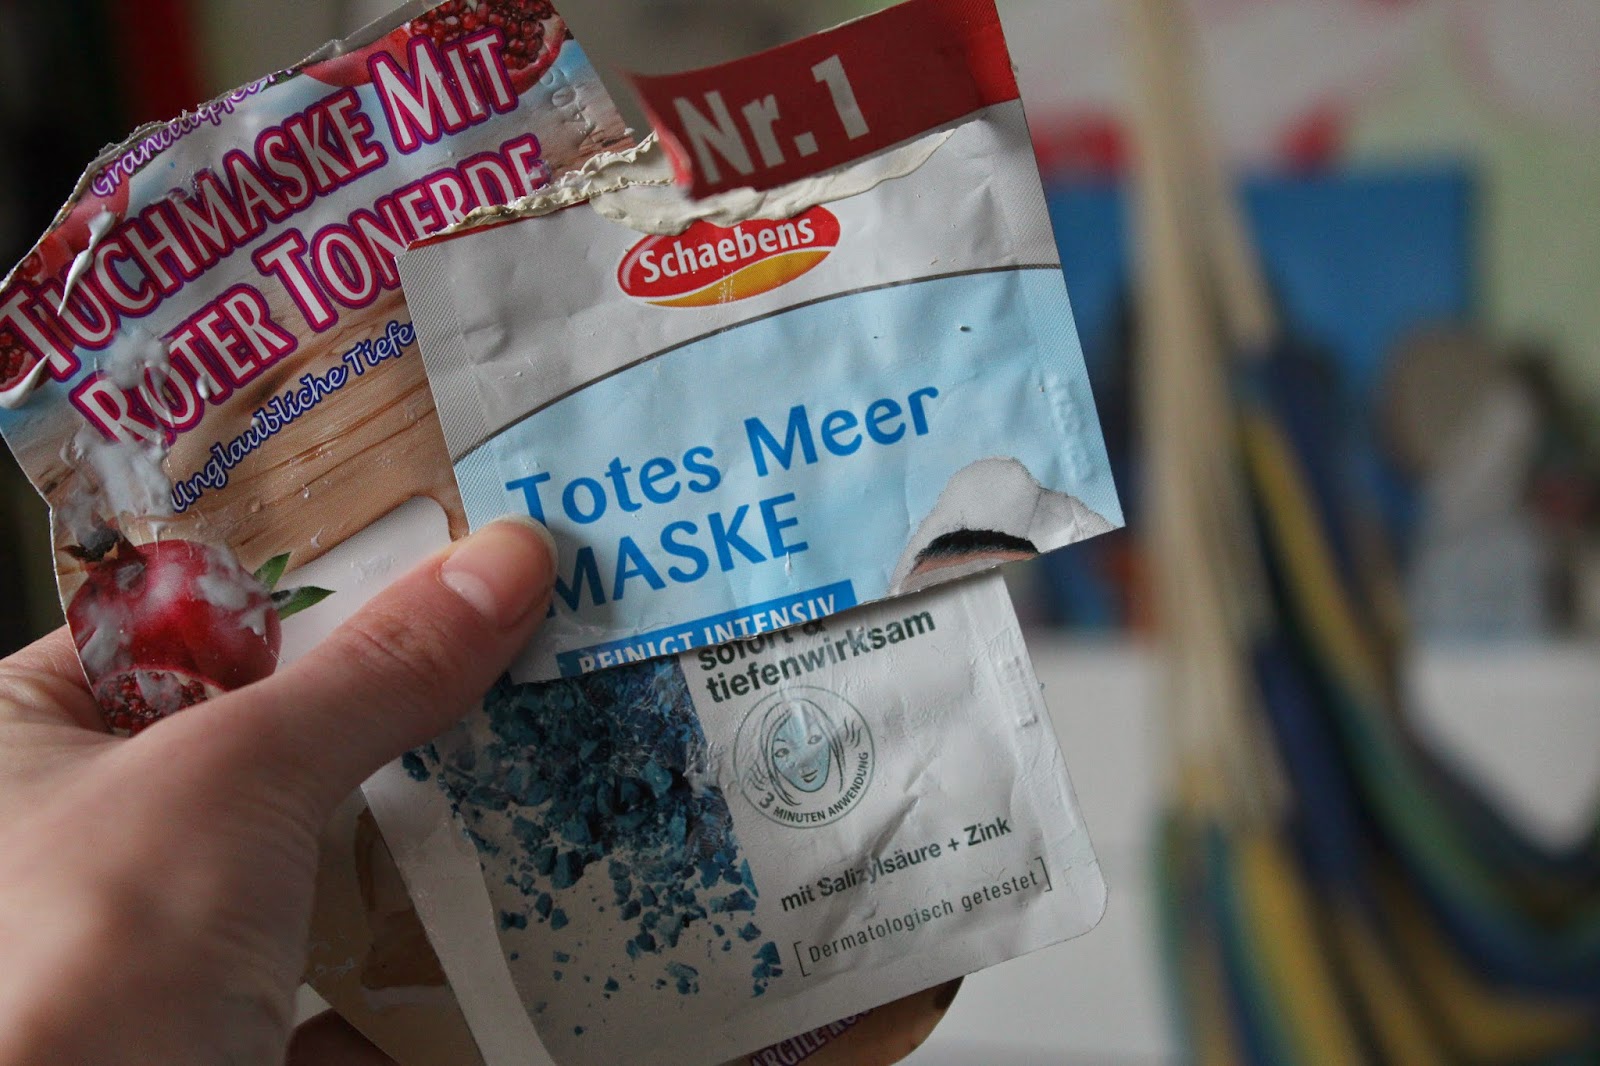 TUCHMASKE MIT
ROTER TONERDE
Unglaubliche
Nr. 1
Schaebens
Totes Meer
MASKE
REINIGT INTENSIV
sofort &
tiefenwirksam
3 MINUTEN ANWENDUNG
mit Salizylsäure + Zink
[Dermatologisch getestet]